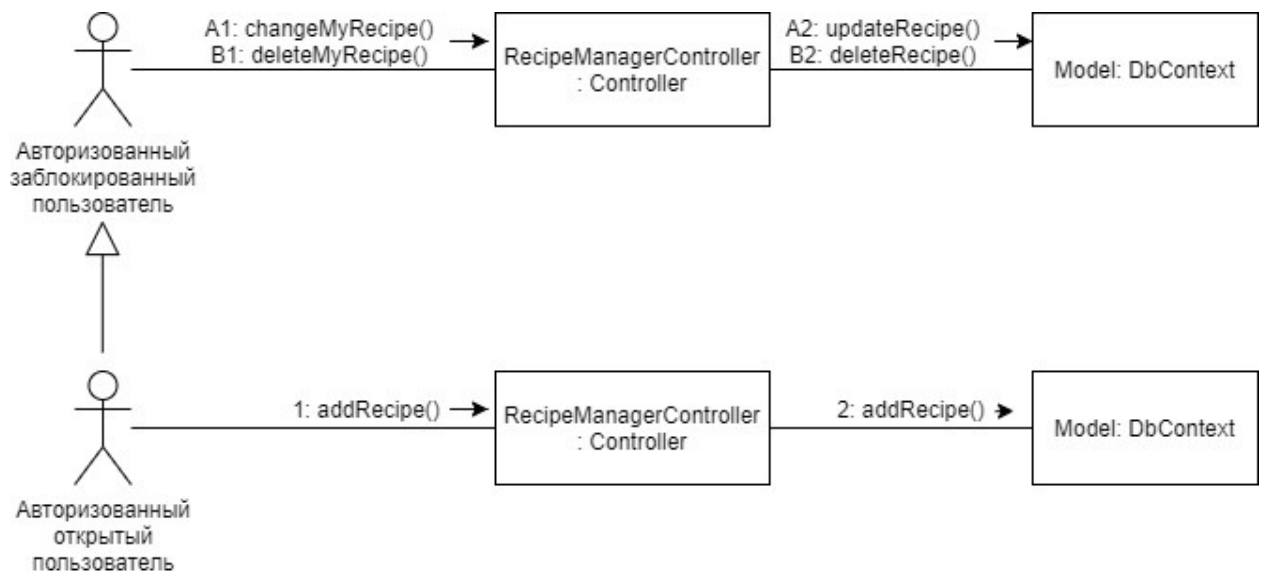 A1: changeMyRecipe()
B1: deleteMyRecipe()
RecipeManagerController
: Controller
A2: updateRecipe()
B2: deleteRecipe()
Model: DbContext
Авторизованный
заблокированный
пользователь
1: addRecipe()
RecipeManagerController
: Controller
2: addRecipe()
Model: DbContext
Авторизованный
открытый
пользователь